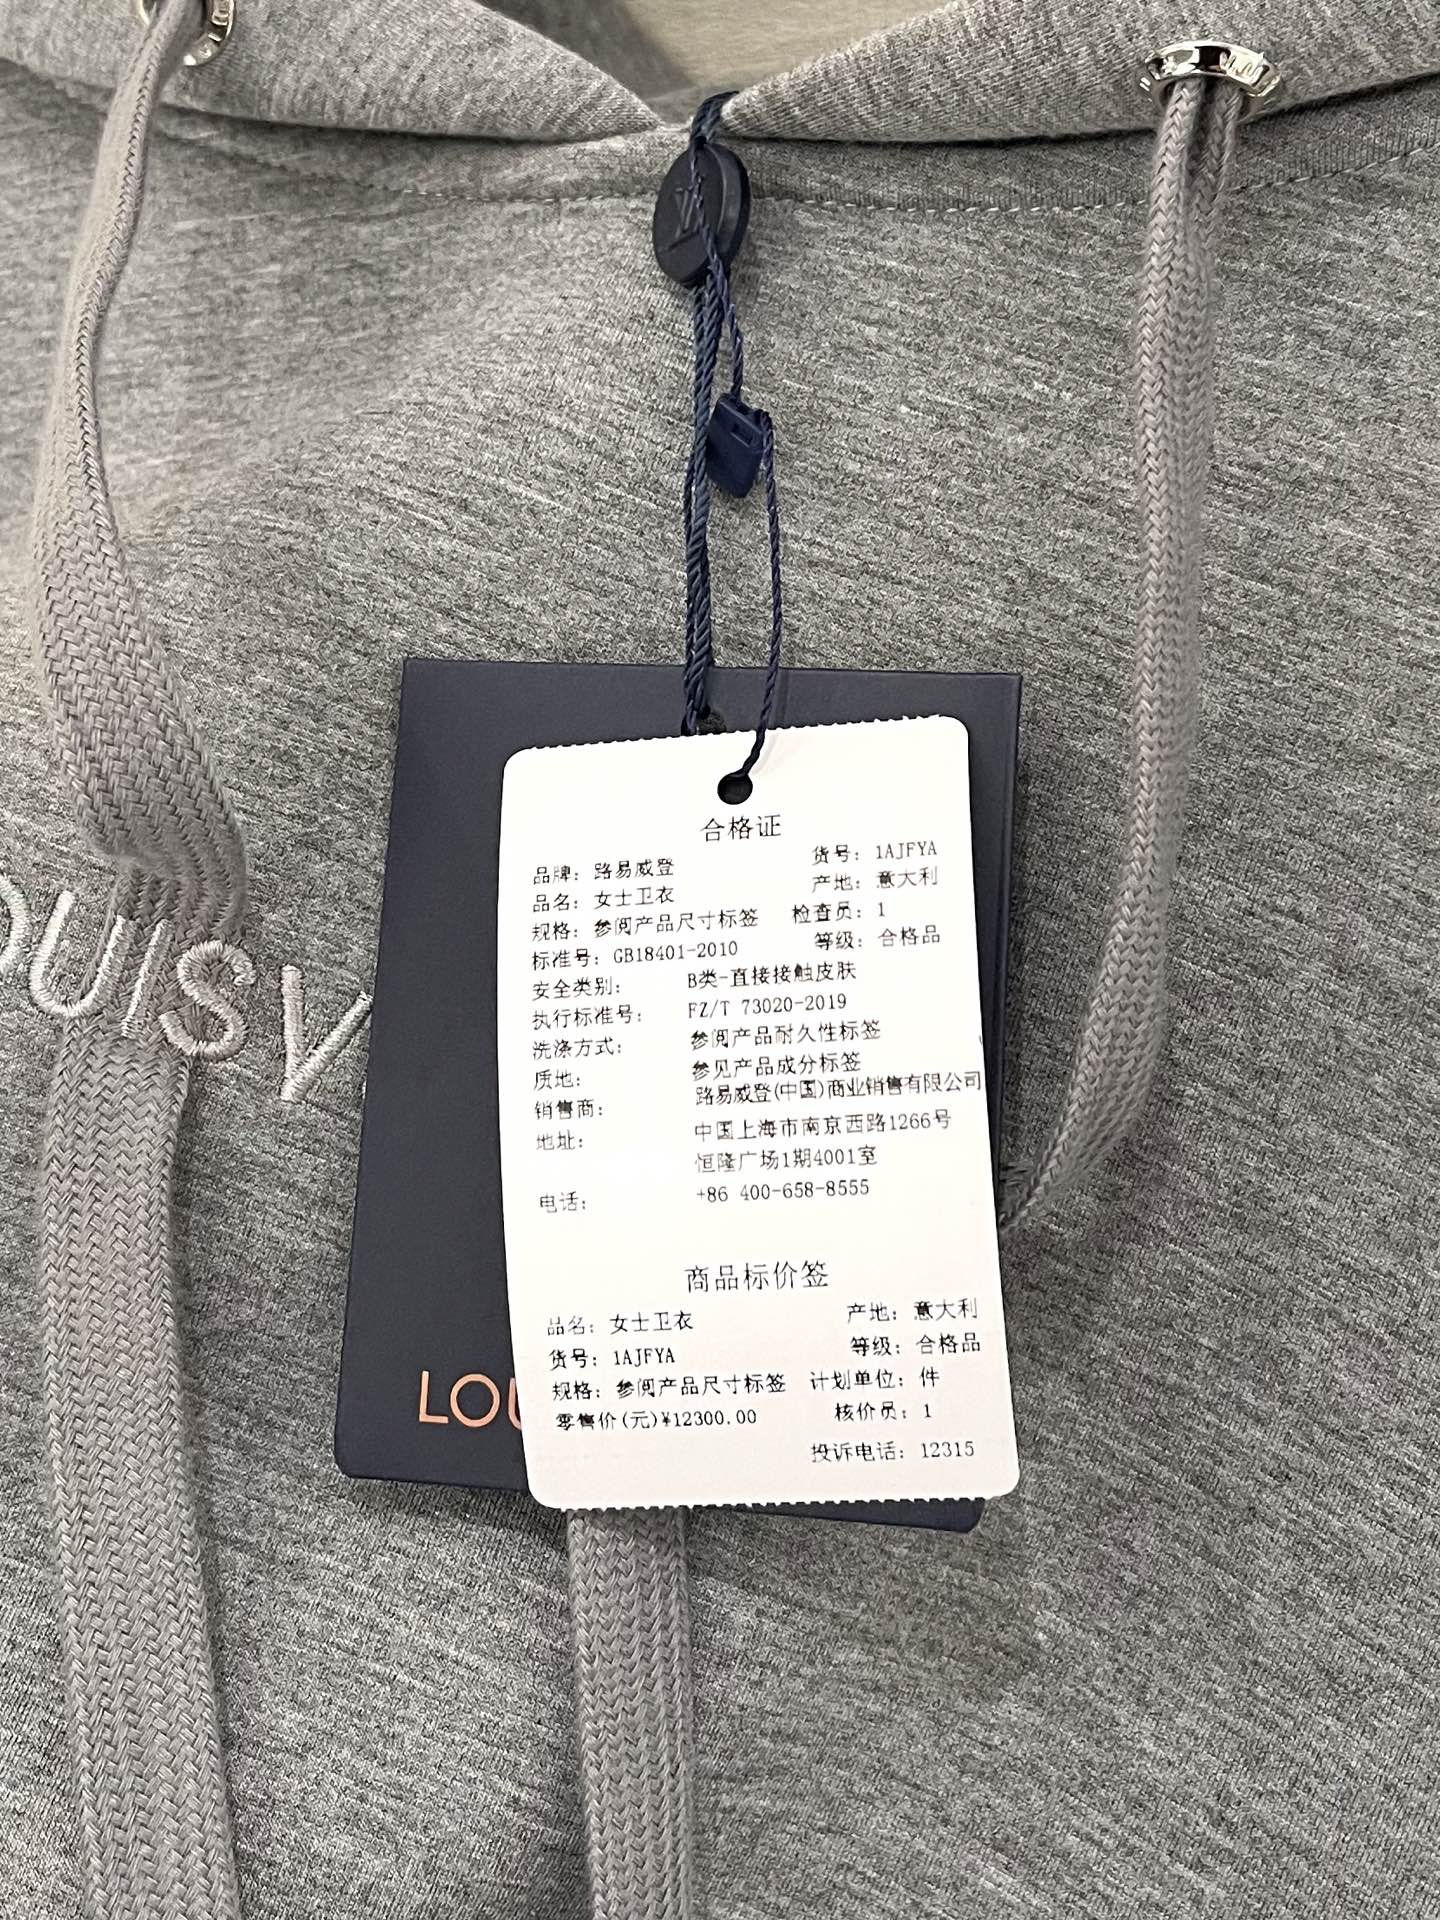 LV
OUIS V
合格证
品牌：路易威登 货号：1AJFYA
品名：女士卫衣 产地：意大利
规格：参阅产品尺寸标签 检查员：1
标准号：GB18401-2010 等级：合格品
安全类别： B类-直接接触皮肤
执行标准号： FZ/T 73020-2019
洗涤方式： 参阅产品耐久性标签
质地： 参见产品成分标签
销售商： 路易威登(中国)商业销售有限公司
地址： 中国上海市南京西路1266号
恒隆广场1期4001室
电话： +86 400-658-8555
商品标价签
品名：女士卫衣 产地：意大利
货号：1AJFYA 等级：合格品
规格：参阅产品尺寸标签 计划单位：件
零售价(元)¥12300.00 核价员：1
投诉电话：12315
LOU